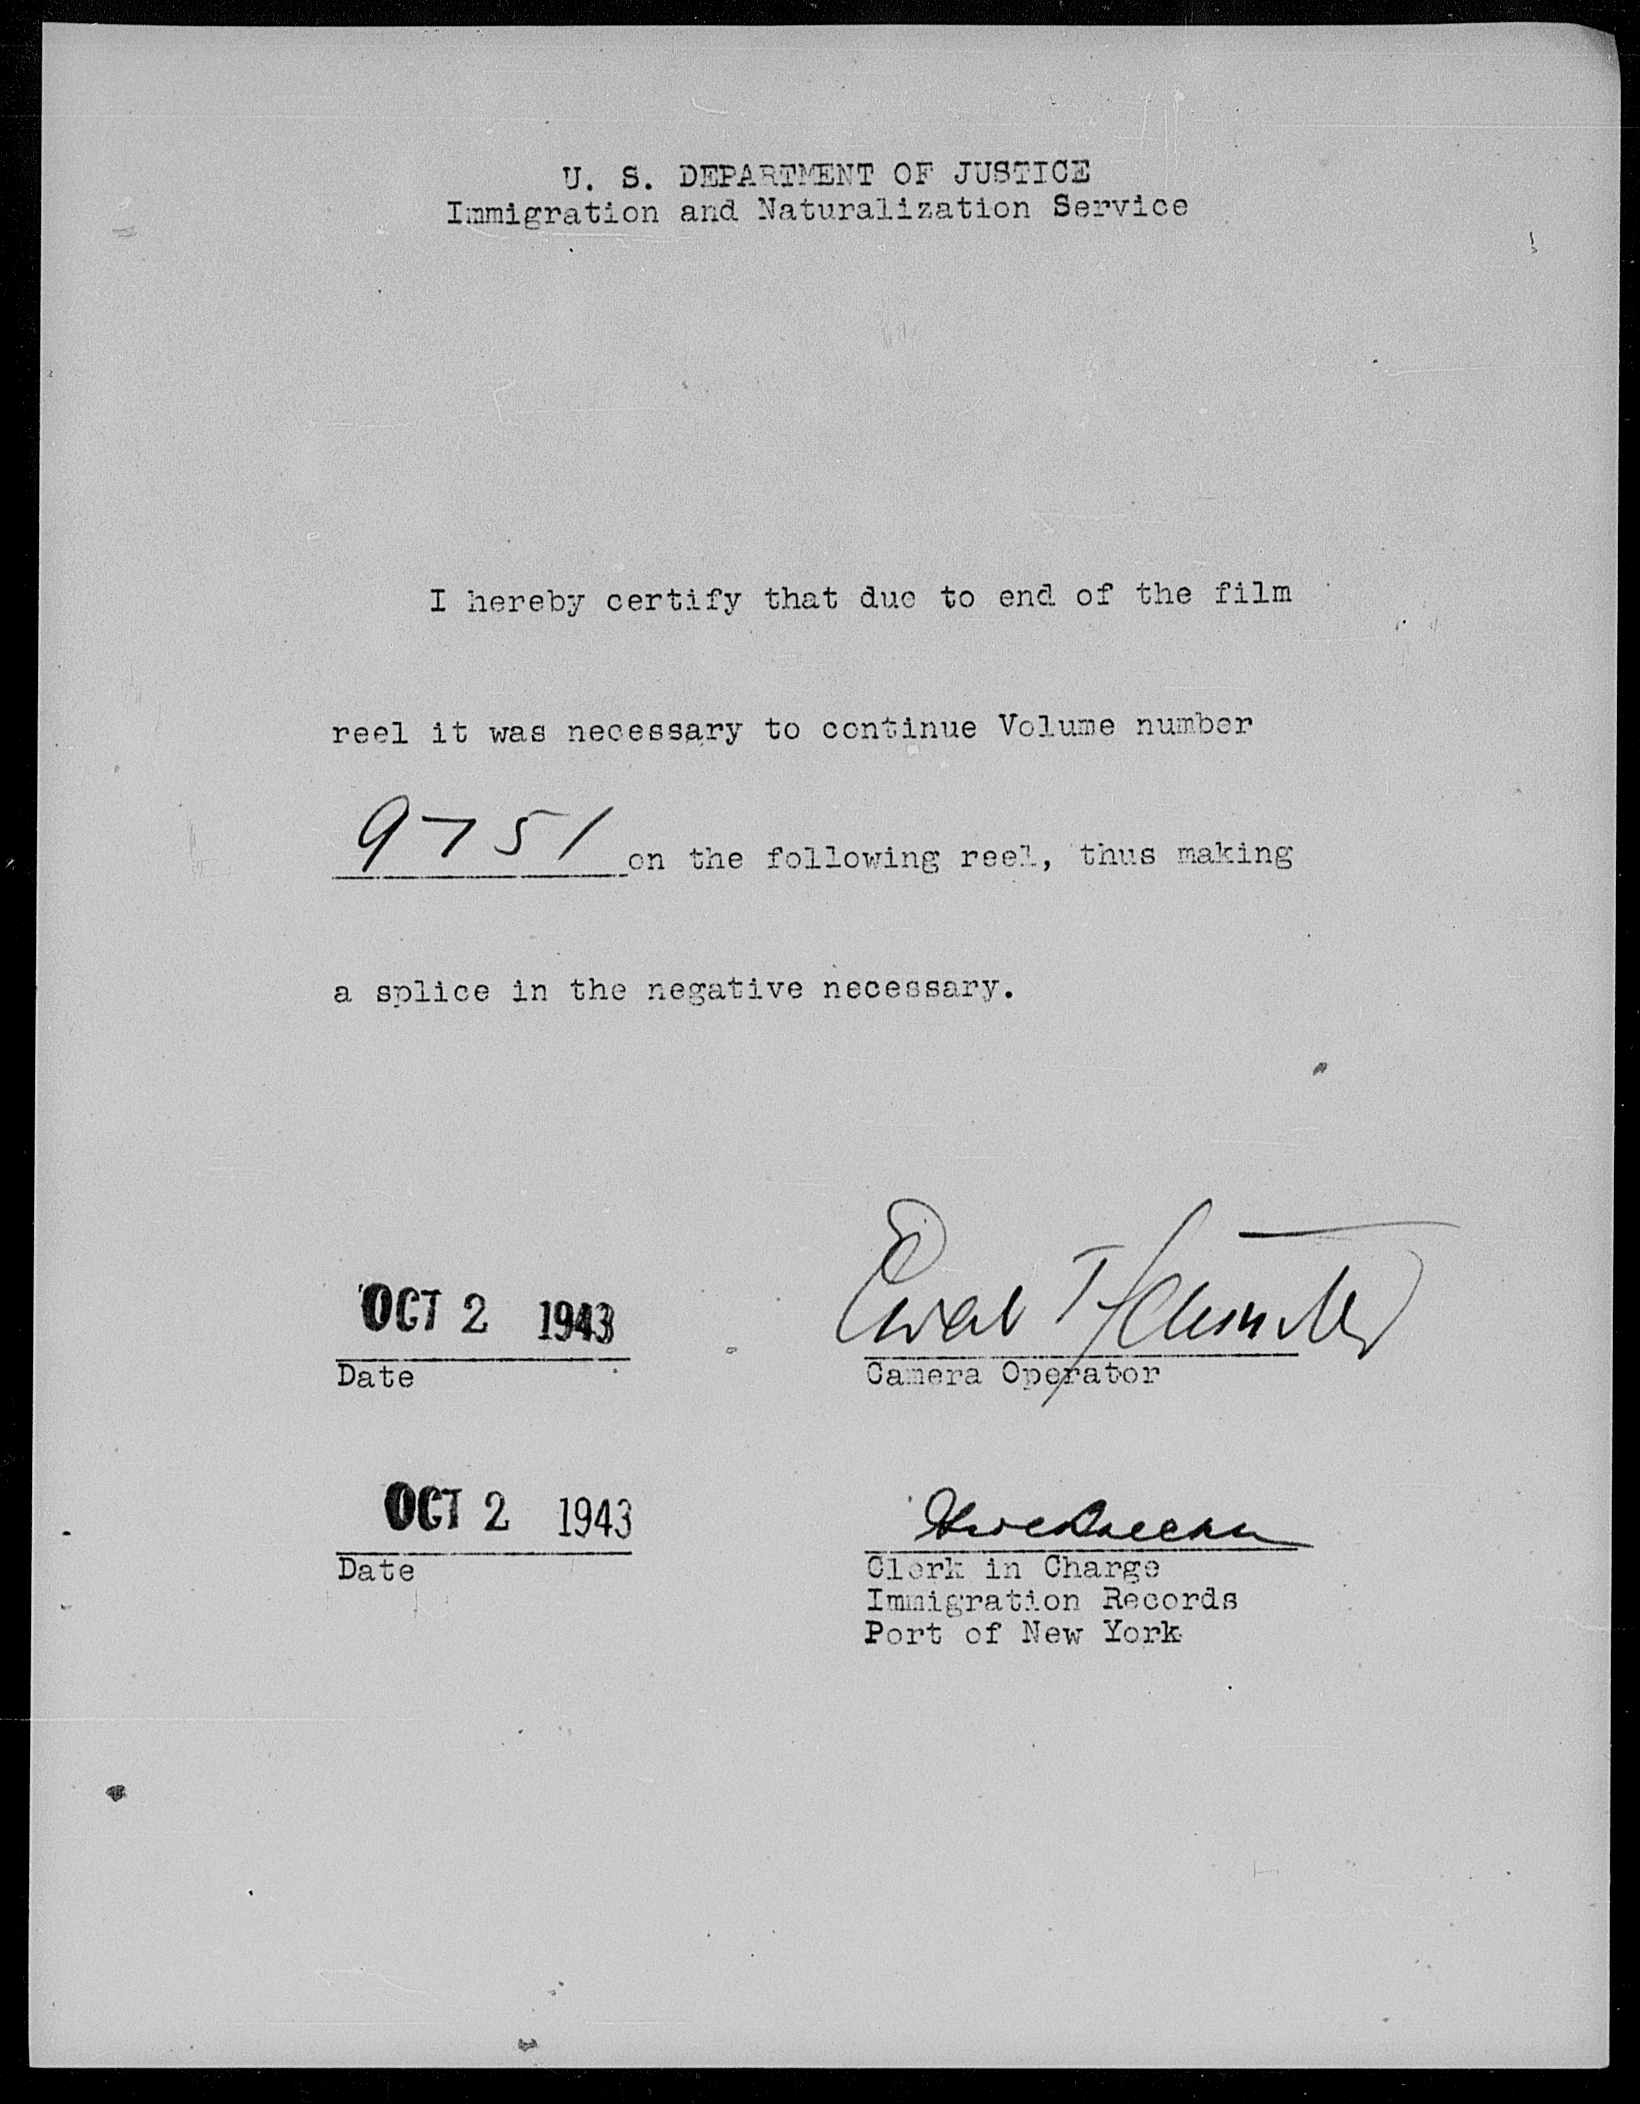 U. S. DEPARTMENT OF JUSTICE
Immigration and Naturalization Service
I hereby certify that due to end of the film
reel it was necessary to continue Volume number
9751 on the following reel, thus making
a splice in the negative necessary.
OCT 2 1943
Date
Camera Operator
OCT 2 1943
Date
Clerk in Charge
Immigration Records
Port of New York